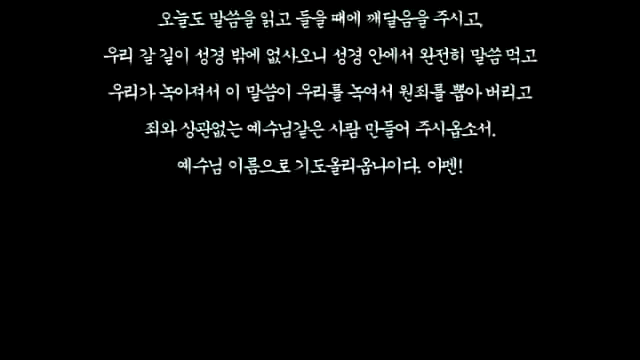 오늘도 말씀을 읽고 들을 때에 깨달음을 주시고,
우리 갈 길이 성경 밖에 없사오니 성경 안에서 완전히 말씀 먹고
우리가 녹아져서 이 말씀이 우리를 녹여서 원죄를 뽑아 버리고
죄와 상관없는 예수님같은 사람 만들어 주시옵소서.
예수님 이름으로 기도올리옵나이다. 아멘!